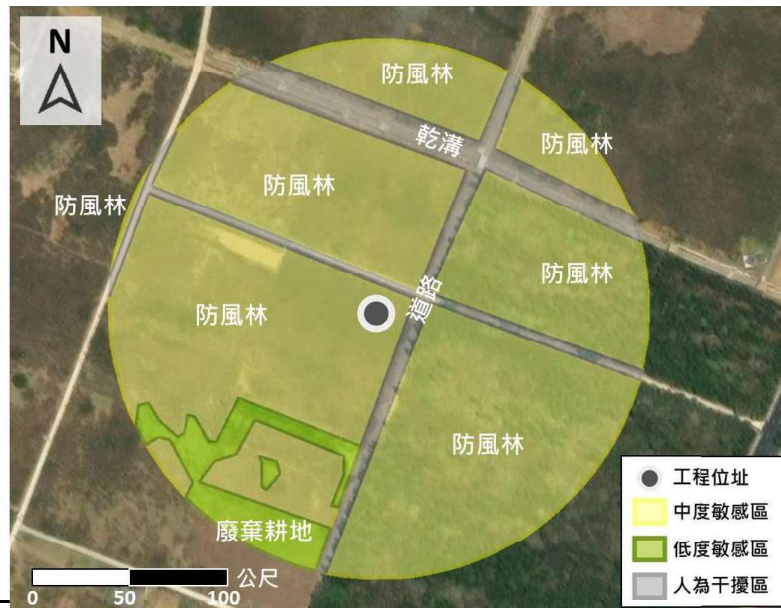 N
防風林
乾溝
防風林
防風林
防風林
防風林
防風林
道路
防風林
工程位址
中度敏感區
低度敏感區
人為干擾區
廢棄耕地
公尺
0 50 100